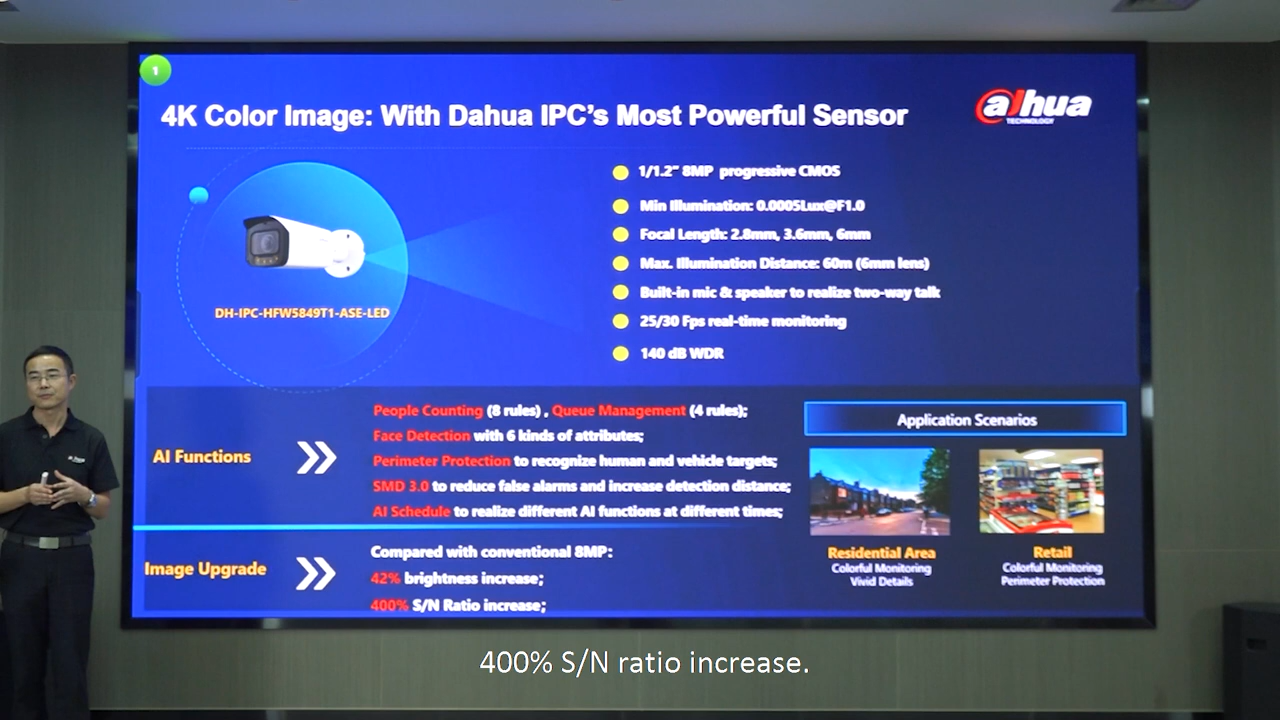 1
4K Color Image: With Dahua IPC's Most Powerful Sensor
alhua
TECHNOLOGY
1/1.2" 8MP progressive CMOS
Min Illumination: 0.0005Lux@F1.0
Focal Length: 2.8mm, 3.6mm, 6mm
Max. Illumination Distance: 60m (6mm lens)
Built-in mic & speaker to realize two-way talk
25/30 Fps real-time monitoring
140 dB WDR
DH-IPC-HFW5849T1-ASE-LED
AI Functions
People Counting (8 rules) , Queue Management (4 rules);
Face Detection with 6 kinds of attributes;
Perimeter Protection to recognize human and vehicle targets;
SMD 3.0 to reduce false alarms and increase detection distance;
AI Schedule to realize different AI functions at different times;
Image Upgrade
Compared with conventional 8MP:
42% brightness increase;
400% S/N Ratio increase;
Application Scenarios
Residential Area
Colorful Monitoring
Vivid Details
Retail
Colorful Monitoring
Perimeter Protection
400% S/N ratio increase.